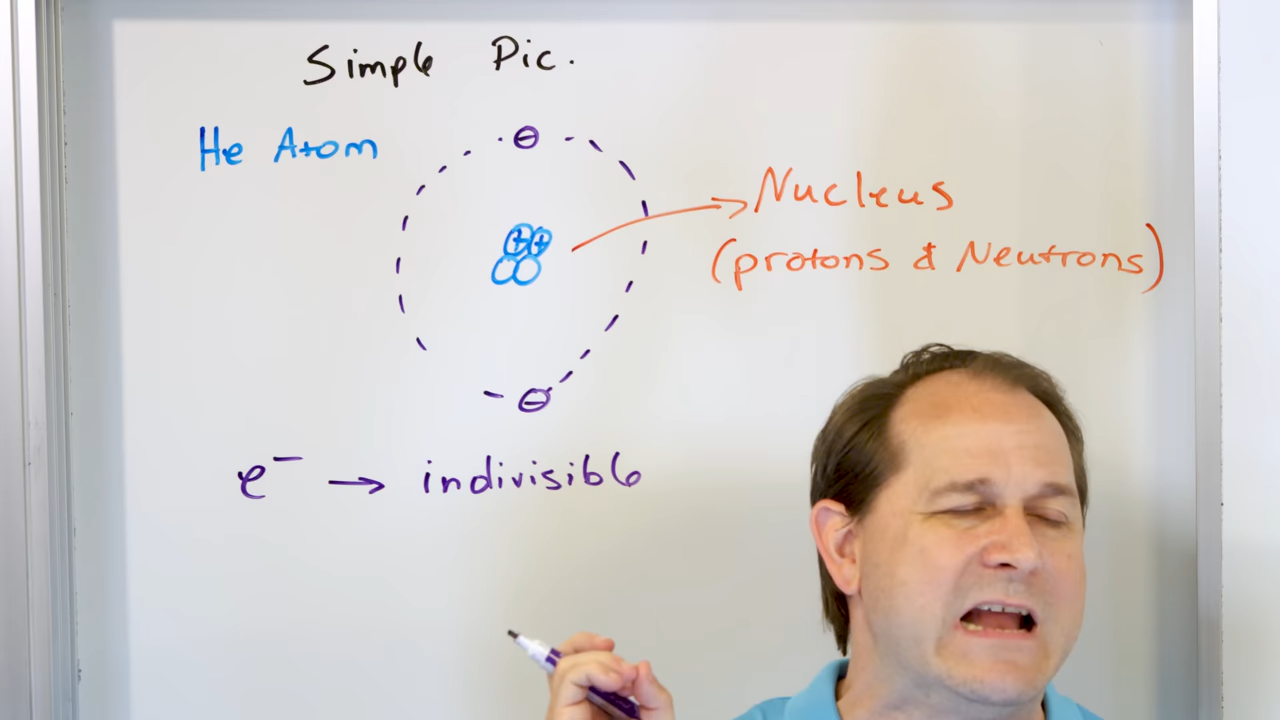 Simple Pic.
He Atom
⊖
Nucleus
(protons & Neutrons)
++
⊖
e⁻ → indivisible